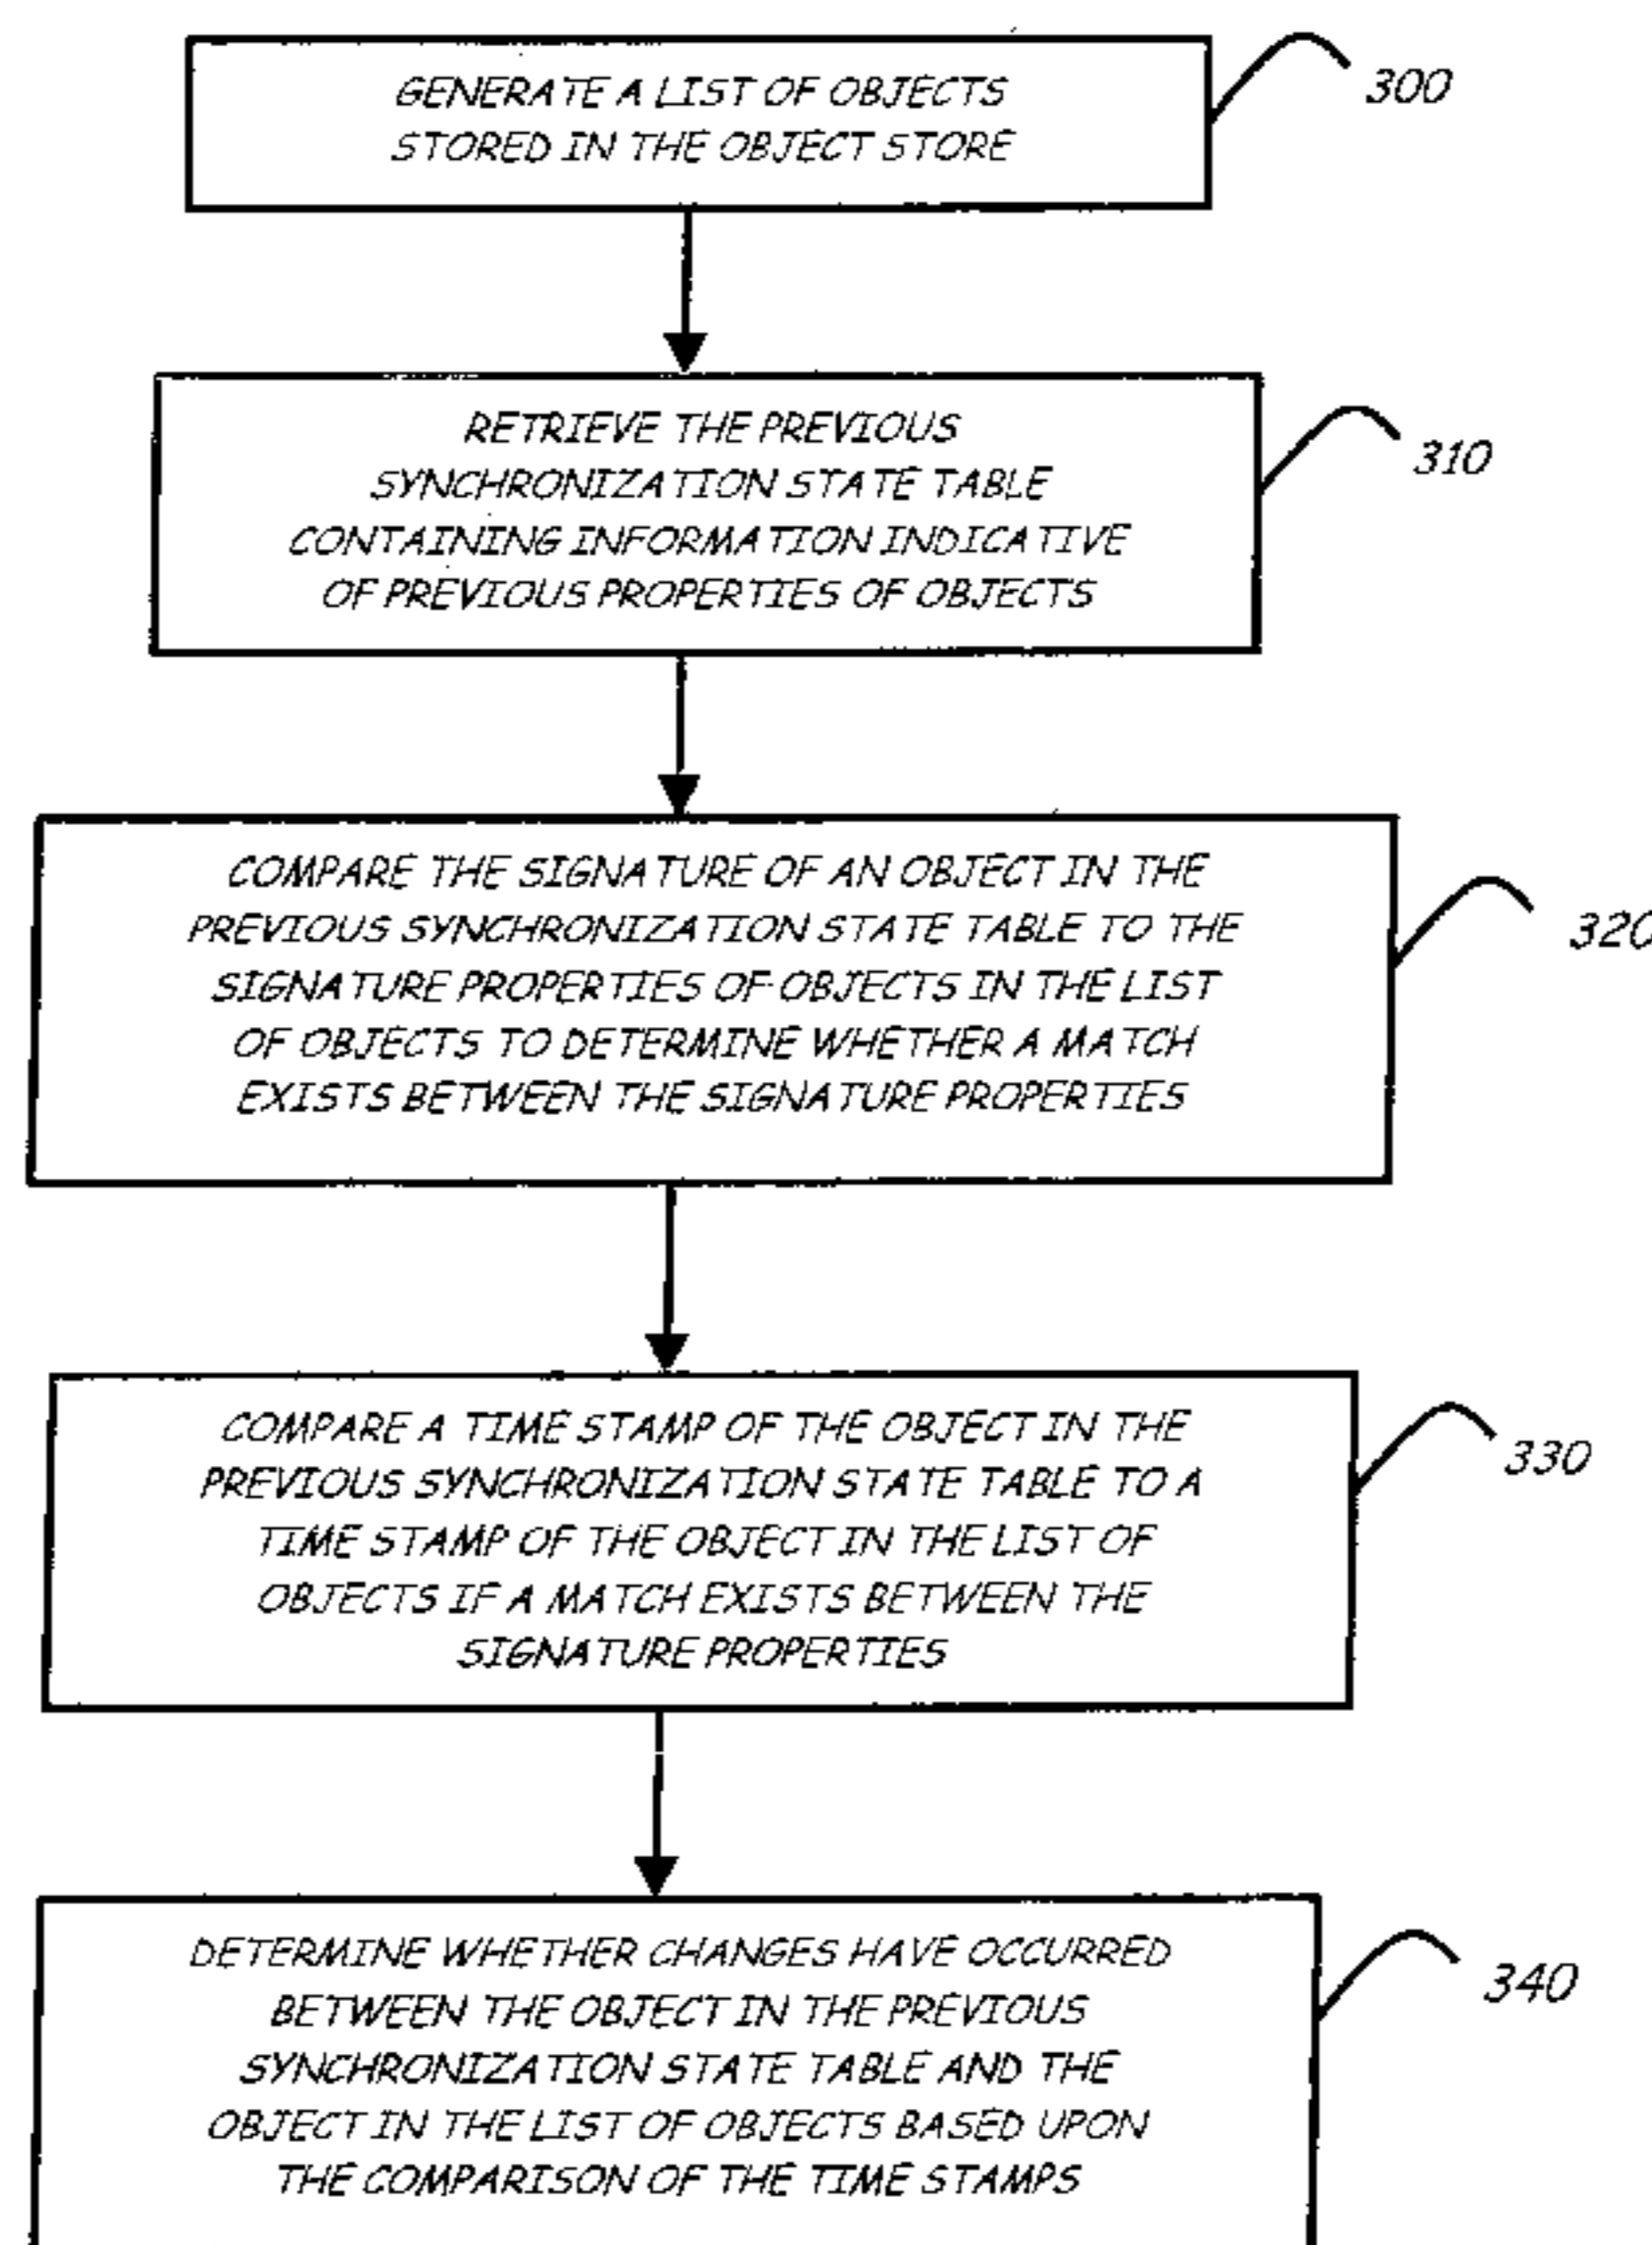 GENERATE A LIST OF OBJECTS
STORED IN THE OBJECT STORE
300
RETRIEVE THE PREVIOUS
SYNCHRONIZATION STATE TABLE
CONTAINING INFORMATION INDICATIVE
OF PREVIOUS PROPERTIES OF OBJECTS
310
COMPARE THE SIGNATURE OF AN OBJECT IN THE
PREVIOUS SYNCHRONIZATION STATE TABLE TO THE
SIGNATURE PROPERTIES OF OBJECTS IN THE LIST
OF OBJECTS TO DETERMINE WHETHER A MATCH
EXISTS BETWEEN THE SIGNATURE PROPERTIES
320
COMPARE A TIME STAMP OF THE OBJECT IN THE
PREVIOUS SYNCHRONIZATION STATE TABLE TO A
TIME STAMP OF THE OBJECT IN THE LIST OF
OBJECTS IF A MATCH EXISTS BETWEEN THE
SIGNATURE PROPERTIES
330
DETERMINE WHETHER CHANGES HAVE OCCURRED
BETWEEN THE OBJECT IN THE PREVIOUS
SYNCHRONIZATION STATE TABLE AND THE
OBJECT IN THE LIST OF OBJECTS BASED UPON
THE COMPARISON OF THE TIME STAMPS
340